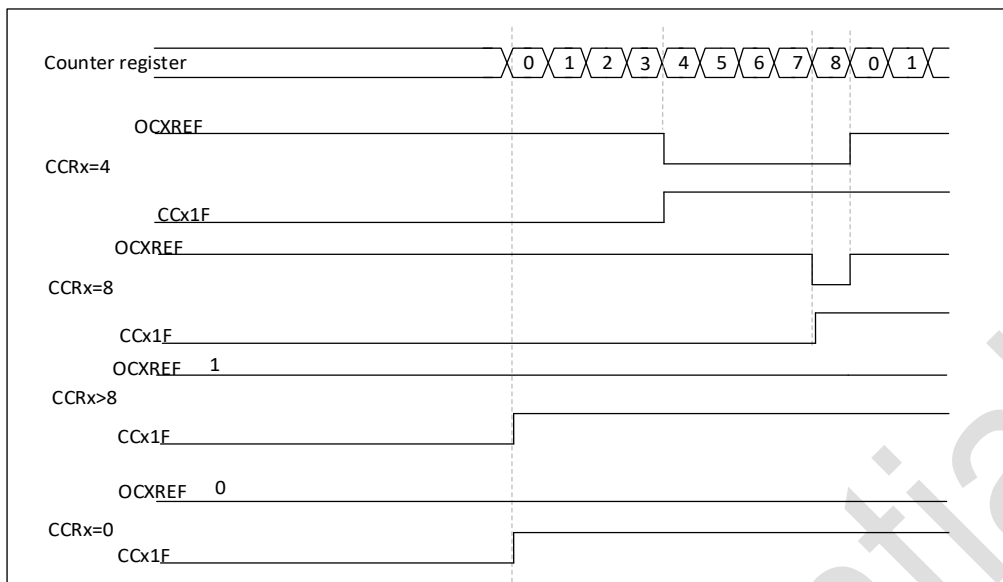 Counter register 0 1 2 3 4 5 6 7 8 0 1
OCXREF
CCRx=4
CCx1F
OCXREF
CCRx=8
CCx1F
OCXREF 1
CCRx>8
CCx1F
OCXREF 0
CCRx=0
CCx1F